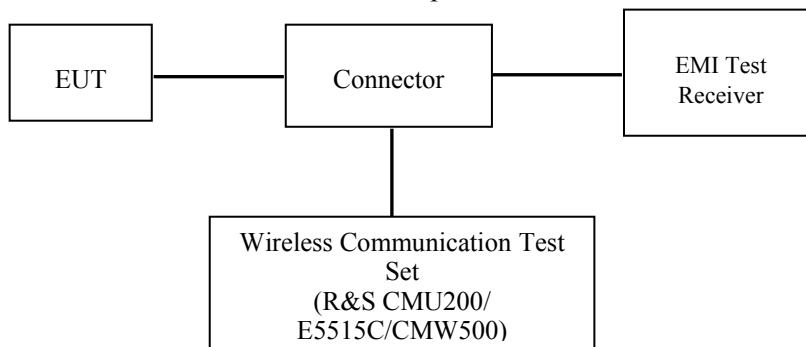 EUT
Connector
EMI Test
Receiver
Wireless Communication Test
Set
(R&S CMU200/
E5515C/CMW500)